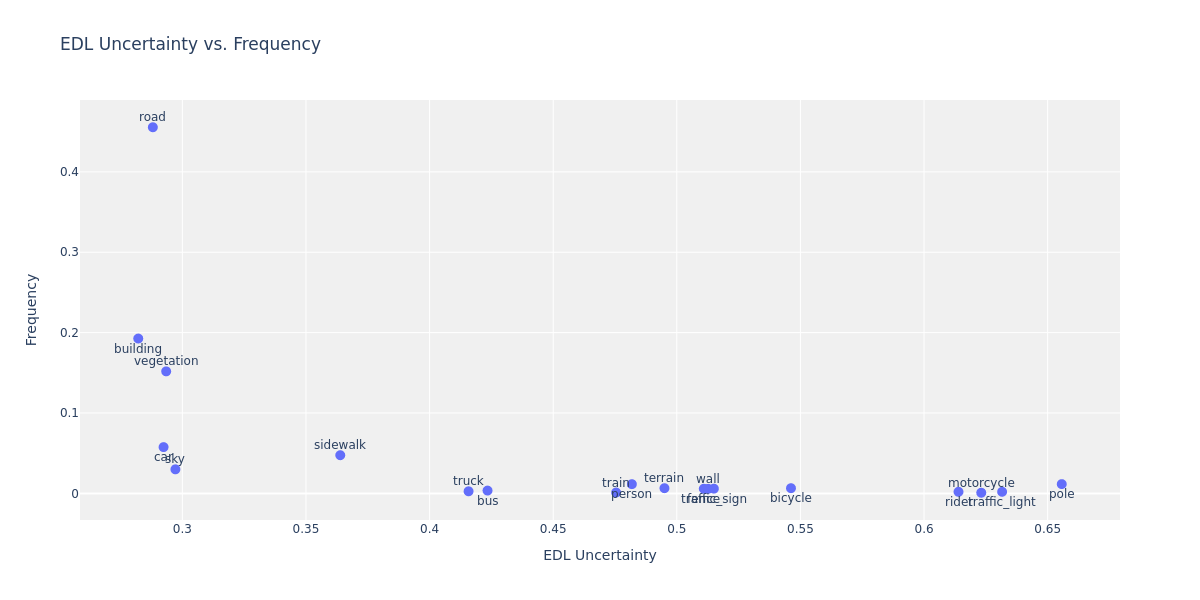 EDL Uncertainty vs. Frequency
road
0.4
0.3
Frequency
0.2
building
vegetation
0.1
sidewalk
car
sky
truck
bus
train
person
terrain
wall
traffic_sign
fence
bicycle
motorcycle
rider
traffic_light
pole
0
0.3 0.35 0.4 0.45 0.5 0.55 0.6 0.65
EDL Uncertainty